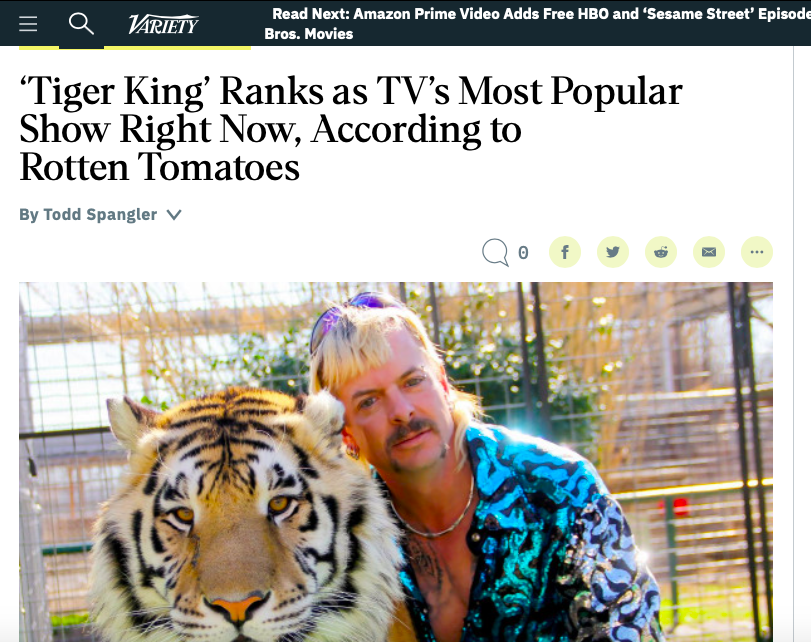 VARIETY
Read Next: Amazon Prime Video Adds Free HBO and ‘Sesame Street’ Episode
Bros. Movies
‘Tiger King’ Ranks as TV’s Most Popular
Show Right Now, According to
Rotten Tomatoes
By Todd Spangler
0